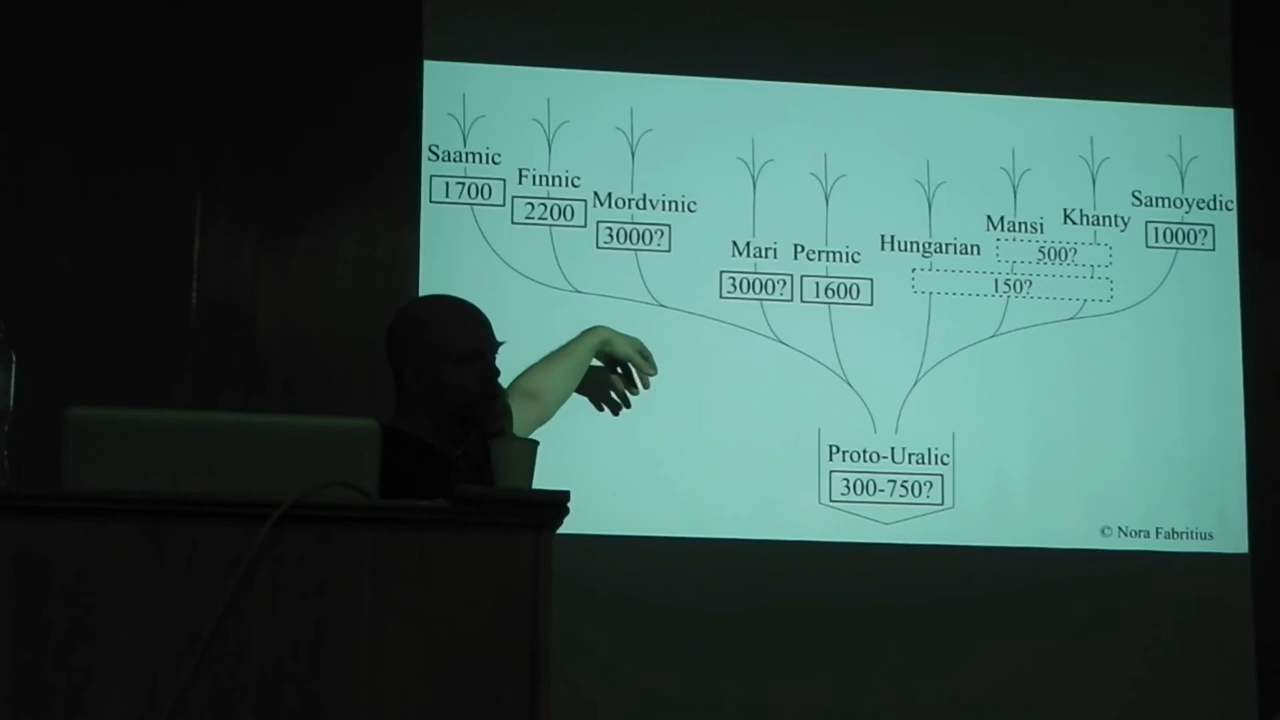 Saamic
1700
Finnic
2200
Mordvinic
3000?
Mari
3000?
Permic
1600
Hungarian
Mansi
Khanty
500?
150?
Samoyedic
1000?
Proto-Uralic
300-750?
© Nora Fabritius